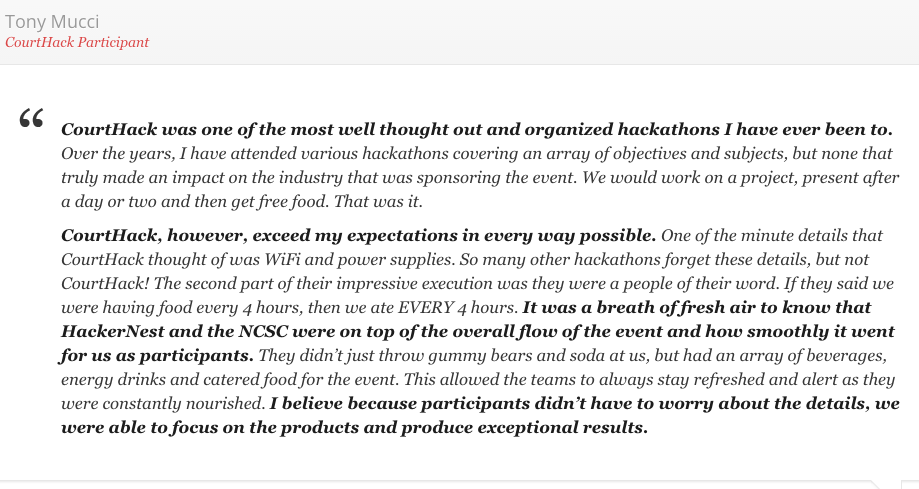 Tony Mucci
CourtHack Participant
“
CourtHack was one of the most well thought out and organized hackathons I have ever been to.
Over the years, I have attended various hackathons covering an array of objectives and subjects, but none that
truly made an impact on the industry that was sponsoring the event. We would work on a project, present after
a day or two and then get free food. That was it.
CourtHack, however, exceed my expectations in every way possible. One of the minute details that
CourtHack thought of was WiFi and power supplies. So many other hackathons forget these details, but not
CourtHack! The second part of their impressive execution was they were a people of their word. If they said we
were having food every 4 hours, then we ate EVERY 4 hours. It was a breath of fresh air to know that
HackerNest and the NCSC were on top of the overall flow of the event and how smoothly it went
for us as participants. They didn’t just throw gummy bears and soda at us, but had an array of beverages,
energy drinks and catered food for the event. This allowed the teams to always stay refreshed and alert as they
were constantly nourished. I believe because participants didn’t have to worry about the details, we
were able to focus on the products and produce exceptional results.